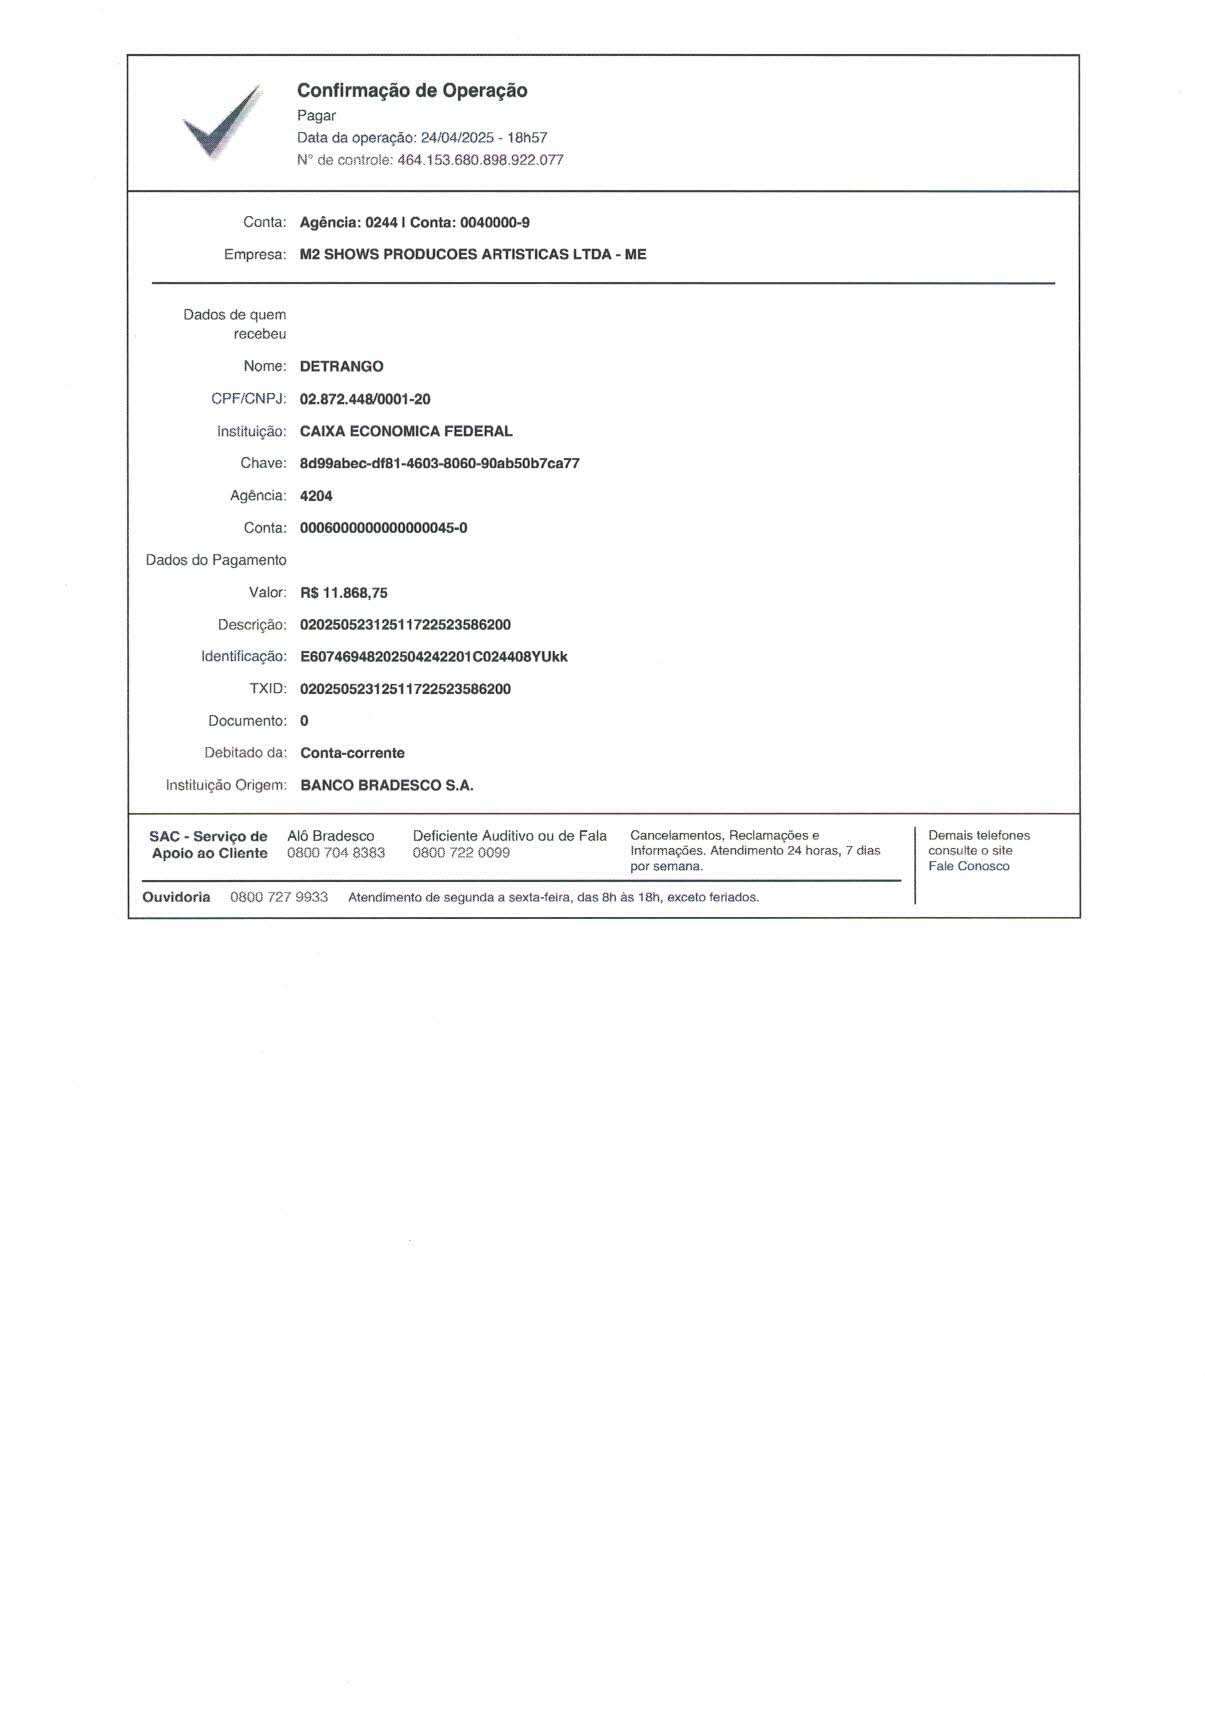 Confirmação de Operação
Pagar
Data da operação: 24/04/2025 - 18h57
N° de controle: 464.153.680.898.922.077
Conta: Agência: 0244 | Conta: 0040000-9
Empresa: M2 SHOWS PRODUCOES ARTISTICAS LTDA - ME
Dados de quem
recebeu
Nome: DETRANGO
CPF/CNPJ: 02.872.448/0001-20
Instituição: CAIXA ECONOMICA FEDERAL
Chave: 8d99abec-df81-4603-8060-90ab50b7ca77
Agência: 4204
Conta: 0006000000000000045-0
Dados do Pagamento
Valor: R$ 11.868,75
Descrição: 02025052312511722523586200
Identificação: E60746948202504242201C024408YUkk
TXID: 02025052312511722523586200
Documento: 0
Debitado da: Conta-corrente
Instituição Origem: BANCO BRADESCO S.A.
SAC - Serviço de Apoio ao Cliente
Alô Bradesco
0800 704 8383
Deficiente Auditivo ou de Fala
0800 722 0099
Cancelamentos, Reclamações e
Informações. Atendimento 24 horas, 7 dias
por semana.
Demais telefones
consulte o site
Fale Conosco
Ouvidoria 0800 727 9933 Atendimento de segunda a sexta-feira, das 8h às 18h, exceto feriados.